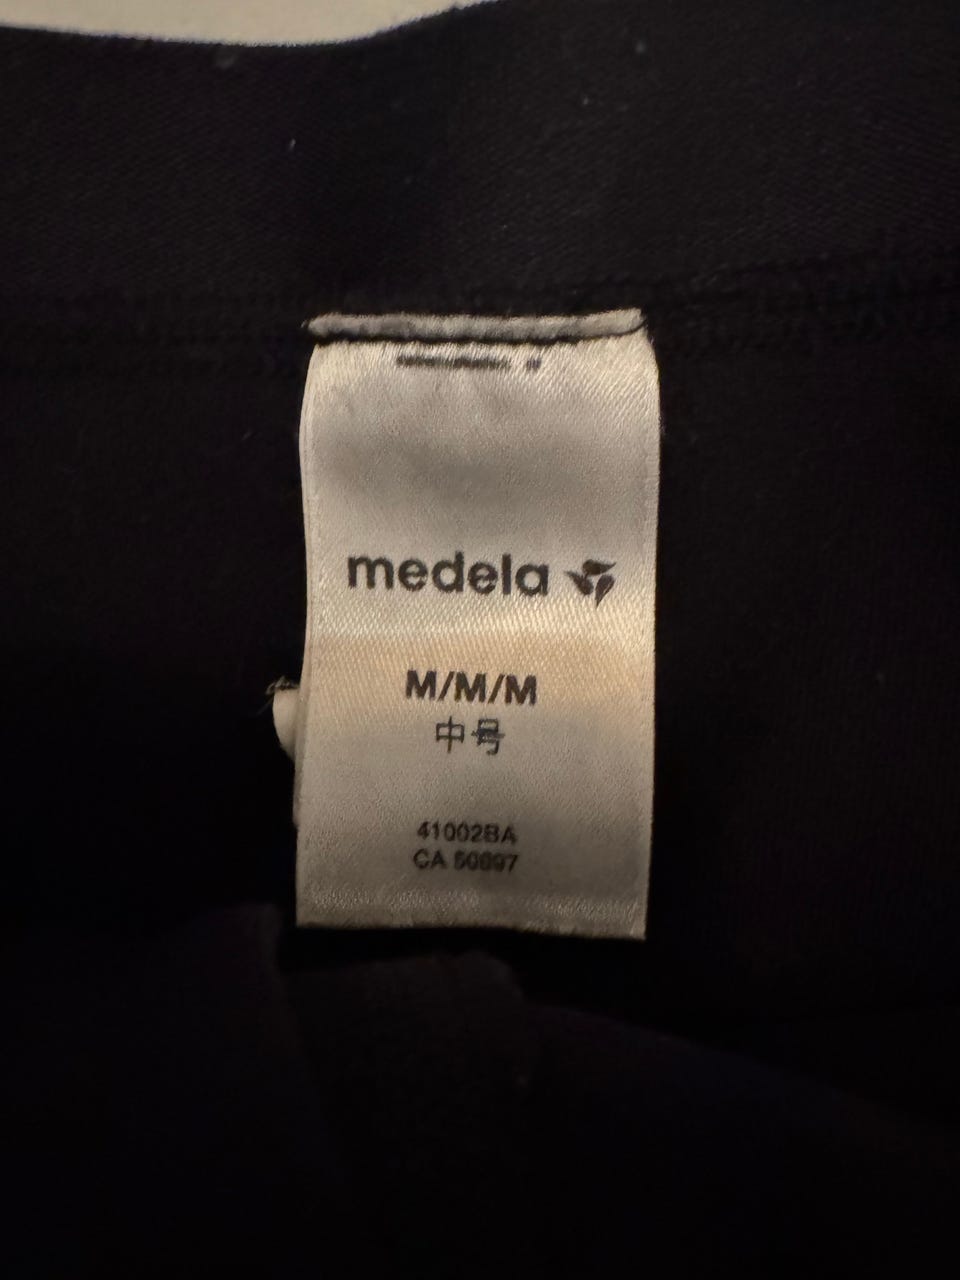 medela
M/M/M
中号
41002BA
CA 50897